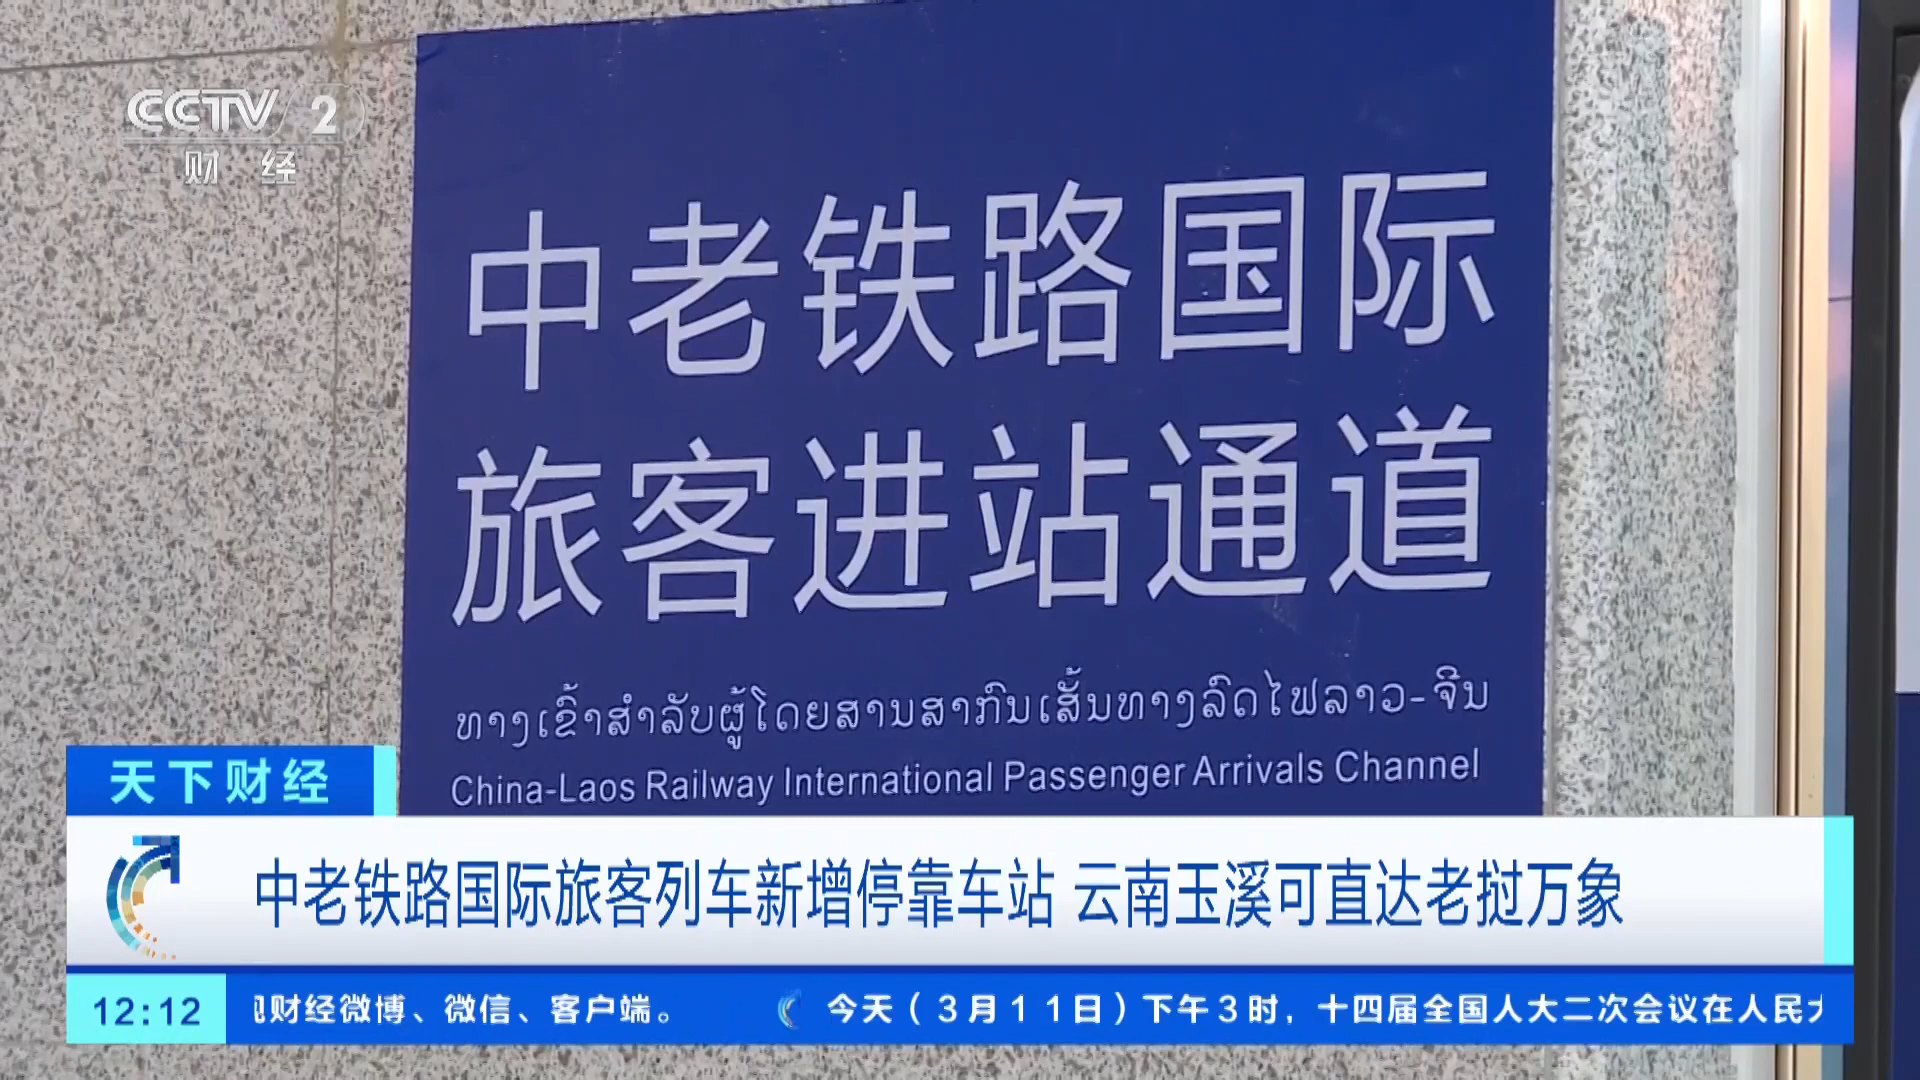 CCTV 2
财 经
中老铁路国际
旅客进站通道
ທາງເຂົ້າສຳລັບຜູ້ໂດຍສານສາກົນເສັ້ນທາງລົດໄຟລາວ-ຈີນ
China-Laos Railway International Passenger Arrivals Channel
天下财经
中老铁路国际旅客列车新增停靠车站 云南玉溪可直达老挝万象
12:12
财经微博、微信、客户端。 今天(3月11日)下午3时,十四届全国人大二次会议在人民